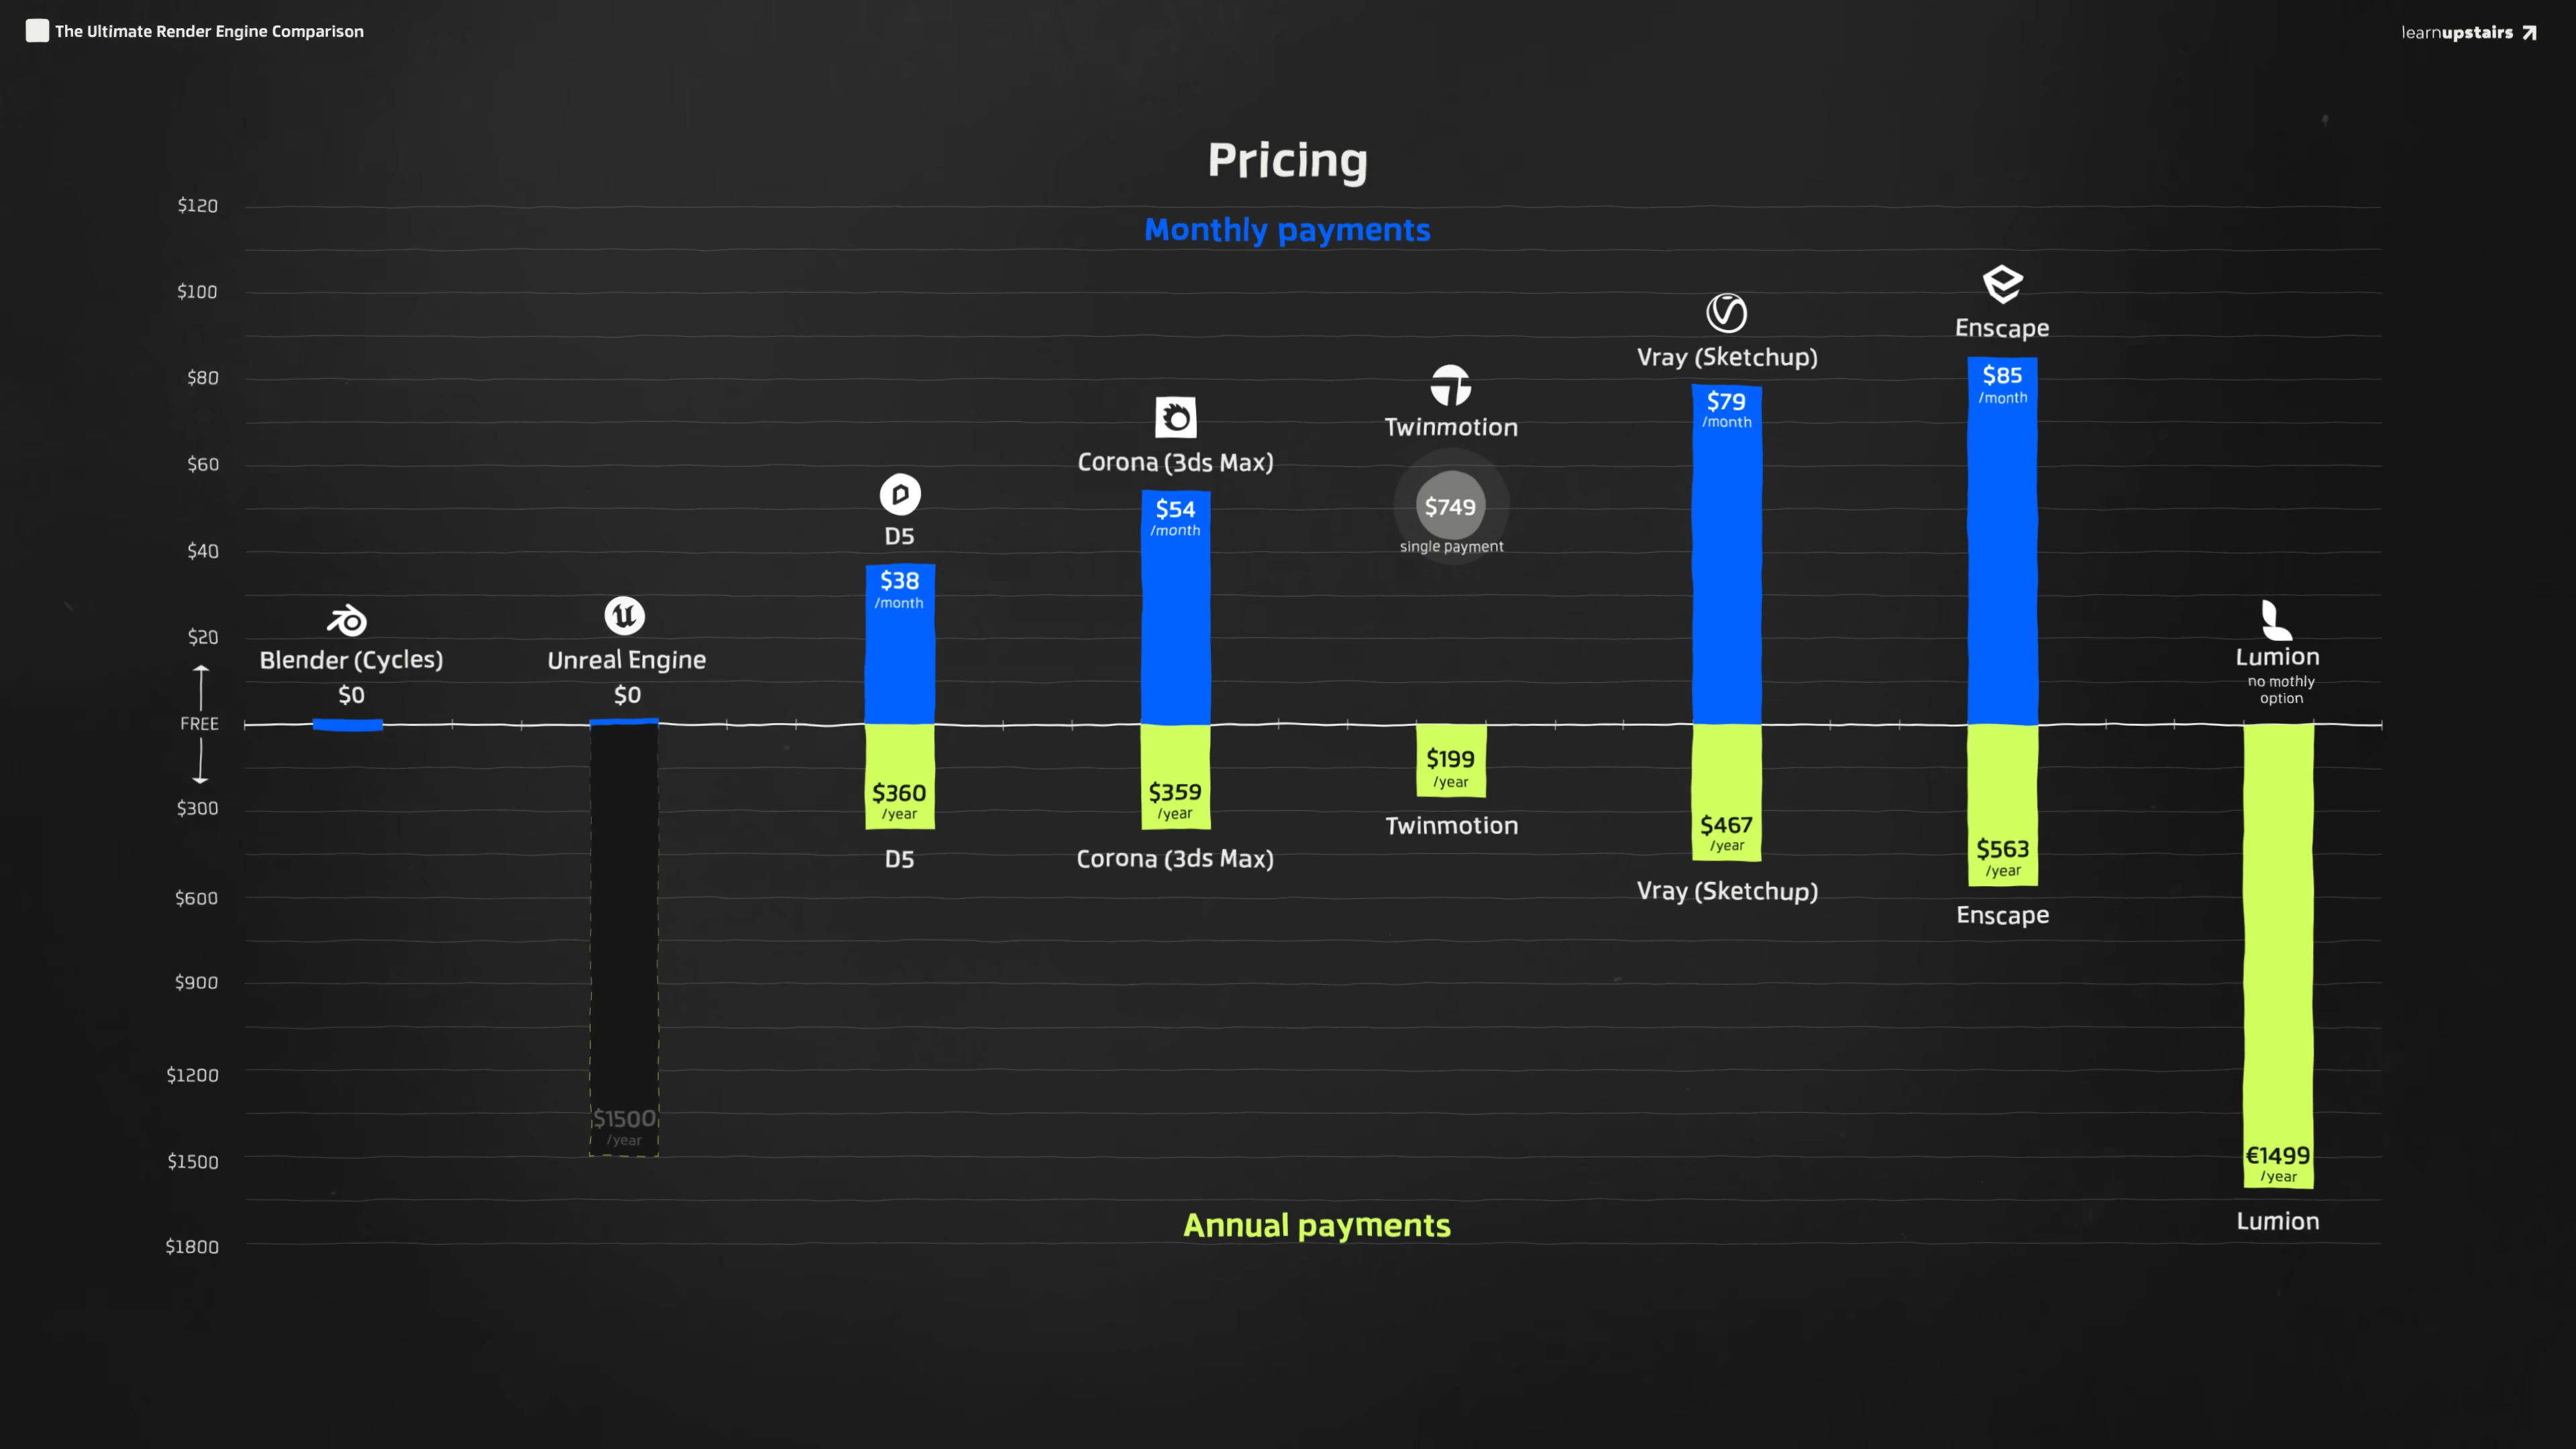 The Ultimate Render Engine Comparison
learnupstairs
Pricing
Monthly payments
$120
$100
$80
$60
$40
$20
FREE
$300
$600
$900
$1200
$1500
$1800
Blender (Cycles)
$0
Unreal Engine
$0
$1500
/year
D5
$38
/month
$360
/year
D5
Corona (3ds Max)
$54
/month
$359
/year
Corona (3ds Max)
Twinmotion
$749
single payment
$199
/year
Twinmotion
Vray (Sketchup)
$79
/month
$467
/year
Vray (Sketchup)
Enscape
$85
/month
$563
/year
Enscape
Lumion
no mothly
option
€1499
/year
Lumion
Annual payments